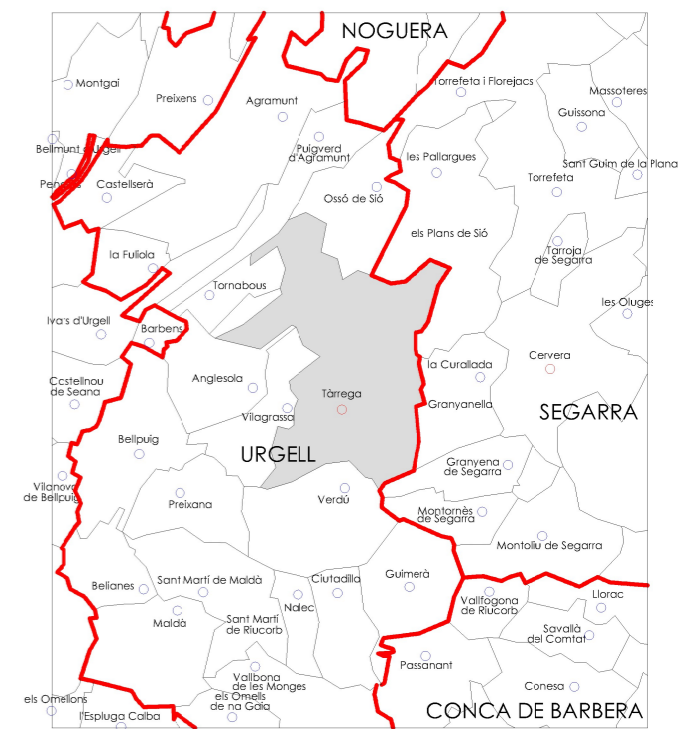 NOGUERA
Montgai
Preixens
Agramunt
Torrefeta i Florejacs
Massoteres
Guissona
Bellmunt d'Urgell
Puigverd
d'Agramunt
les Pallargues
Sant Guim de la Plana
Penelles
Castellserà
Torrefeta
Ossó de Sió
els Plans de Sió
la Fuliola
Tarroja
de Segarra
Tornabous
les Oluges
Ivars d'Urgell
Barbens
Cervera
la Curallada
Castellnou
de Seana
Anglesola
Tàrrega
Granyanella
Vilagrassa
SEGARRA
Bellpuig
URGELL
Granyena
de Segarra
Vilanova
de Bellpuig
Preixana
Verdú
Montornès
de Segarra
Montoliu de Segarra
Belianes
Sant Martí de Maldà
Ciutadilla
Guimerà
Nalec
Vallfogona
de Riucorb
Llorac
Maldà
Sant Martí
de Riucorb
Savallà
del Comtat
Passanant
Vallbona
de les Monges
Conesa
els Omellons
els Omells
de na Gaia
l'Espluga Calba
CONCA DE BARBERA